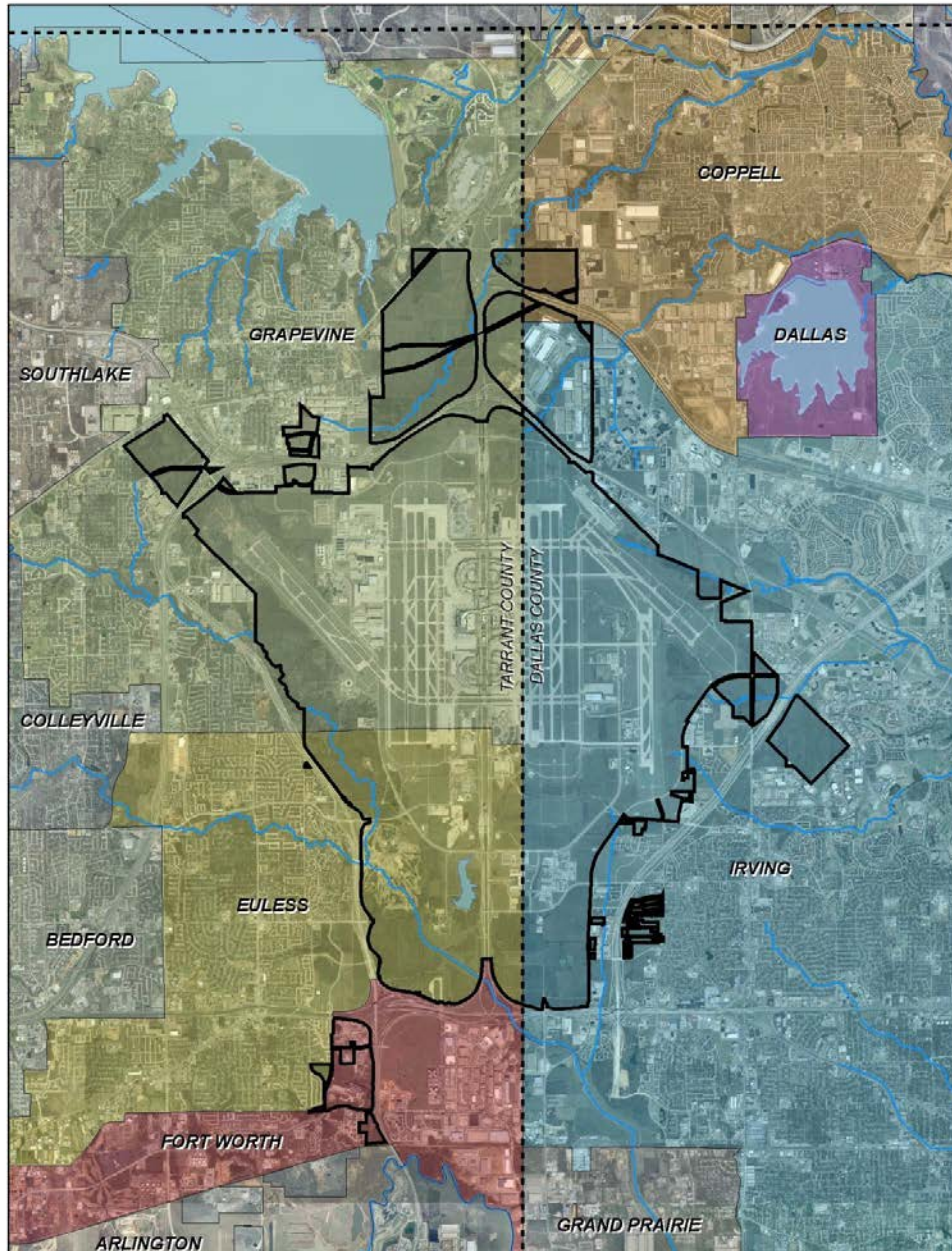 COPPELL
GRAPEVINE
DALLAS
SOUTHLAKE
TARRANT COUNTY
DALLAS COUNTY
COLLEYVILLE
IRVING
EULESS
BEDFORD
FORT WORTH
GRAND PRAIRIE
ARLINGTON